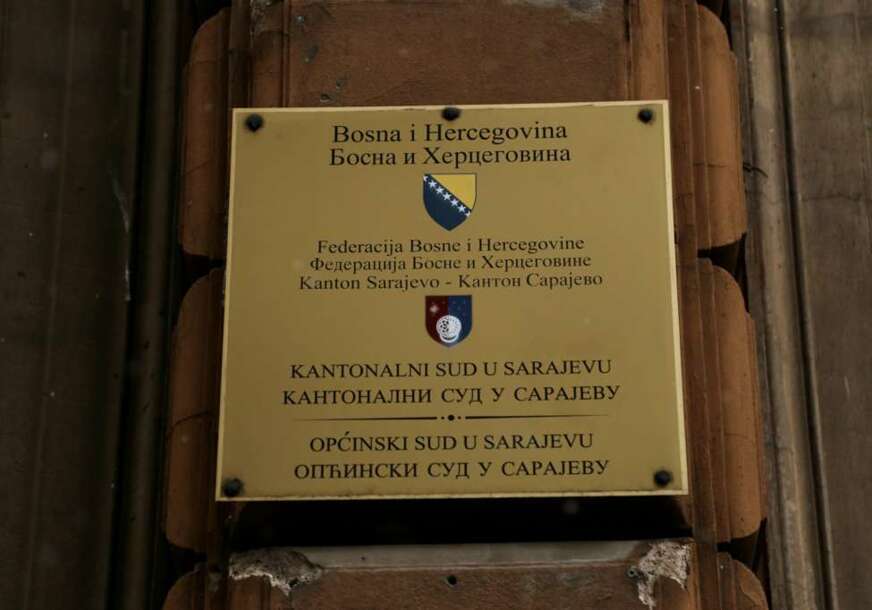 Bosna i Hercegovina
Босна и Херцеговина
Federacija Bosne i Hercegovine
Федерација Босне и Херцеговине
Kanton Sarajevo - Кантон Сарајево
KANTONALNI SUD U SARAJEVU
КАНТОНАЛНИ СУД У САРАЈЕВУ
OPĆINSKI SUD U SARAJEVU
ОПЋИНСКИ СУД У САРАЈЕВУ